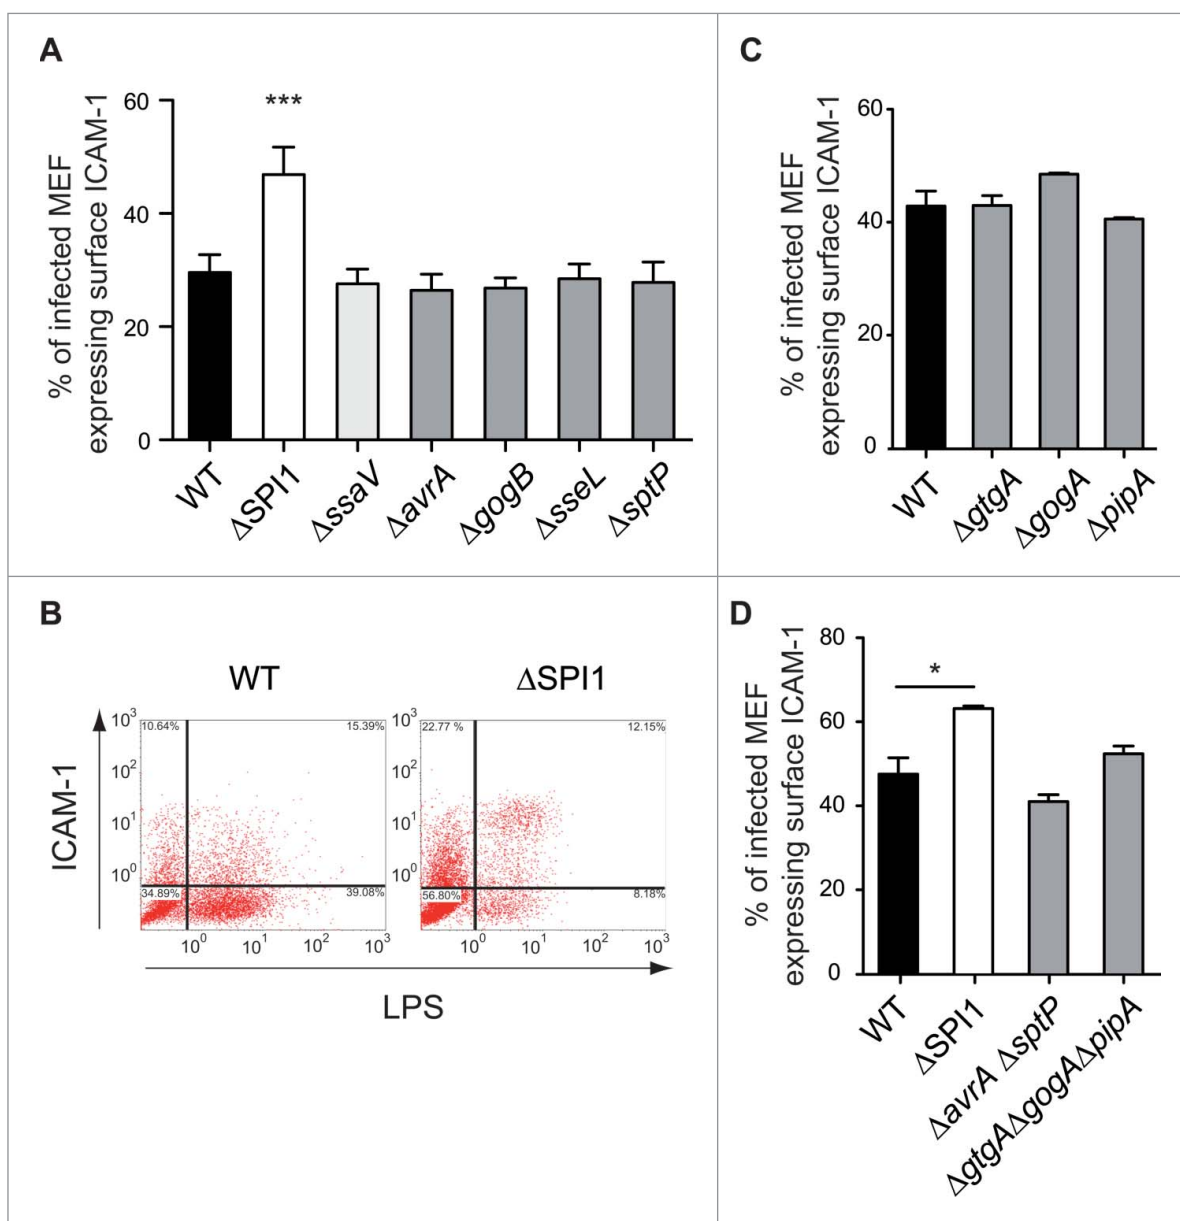 A
% of infected MEF
expressing surface ICAM-1
60
40
20
0
***
WT
ΔSPI1
ΔssaV
ΔavrA
ΔgogB
ΔsseL
ΔsptP
C
% of infected MEF
expressing surface ICAM-1
60
40
20
0
WT
ΔgtgA
ΔgogA
ΔpipA
B
WT
ΔSPI1
ICAM-1
10³
10²
10¹
10⁰
10.64%
15.39%
34.89%
39.08%
10⁰
10¹
10²
10³
10³
10²
10¹
10⁰
22.77 %
12.15%
56.80%
8.18%
10⁰
10¹
10²
10³
LPS
D
% of infected MEF
expressing surface ICAM-1
80
60
40
20
0
*
WT
ΔSPI1
ΔavrA ΔsptP
ΔgtgAΔgogAΔpipA